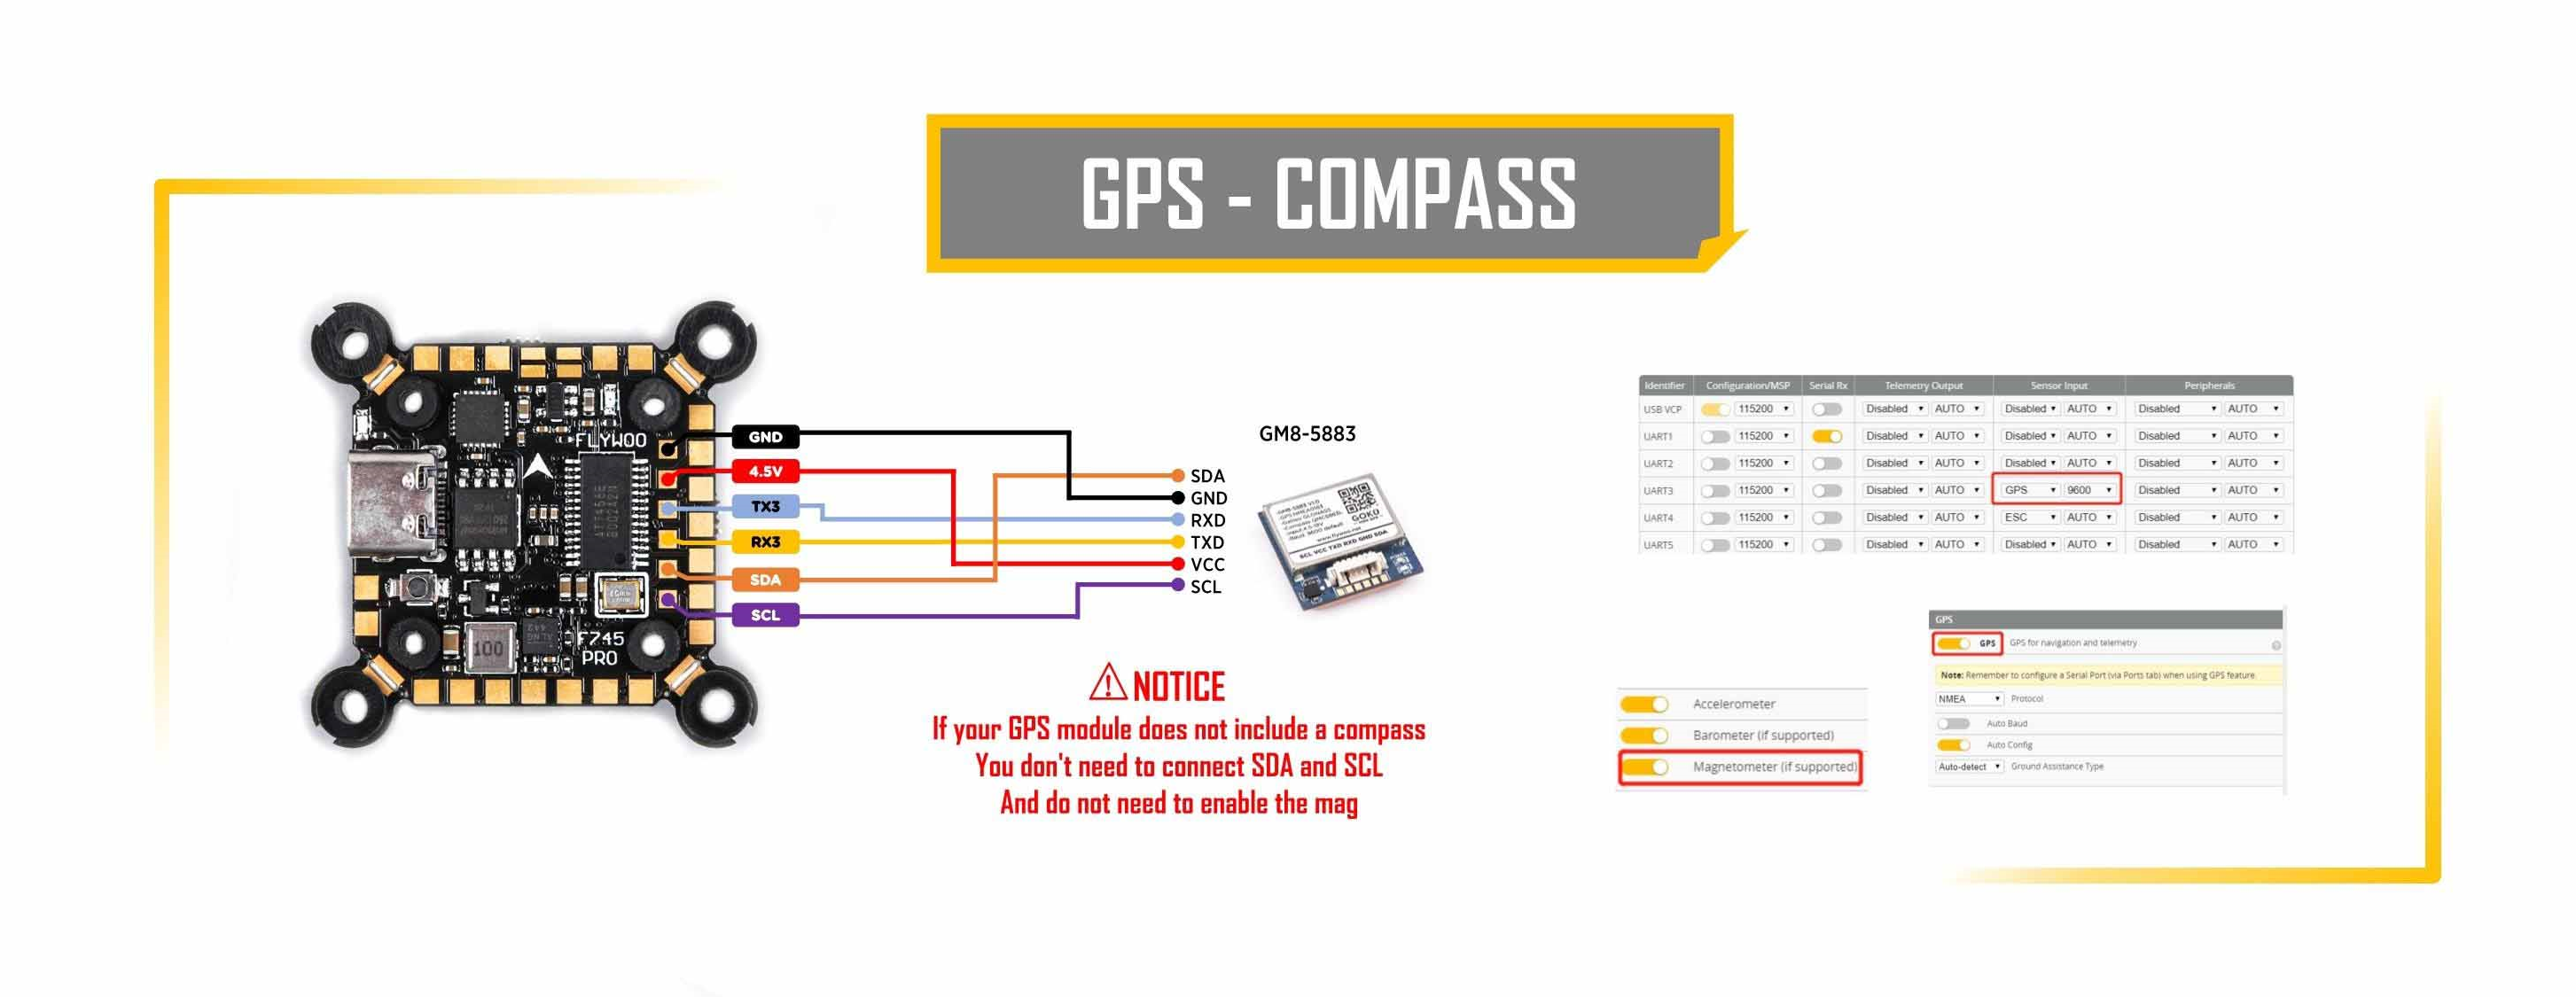 GPS - COMPASS
FLYWOO
F745
PRO
100
GND
4.5V
TX3
RX3
SDA
SCL
GM8-5883
SDA
GND
RXD
TXD
VCC
SCL
GOKU
SCL VCC TXD RXD GND SDA
NOTICE
If your GPS module does not include a compass
You don't need to connect SDA and SCL
And do not need to enable the mag
Identifier Configuration/MSP Serial Rx Telemetry Output Sensor Input Peripherals
USB VCP 115200 Disabled AUTO Disabled AUTO Disabled AUTO
UART1 115200 Disabled AUTO Disabled AUTO Disabled AUTO
UART2 115200 Disabled AUTO Disabled AUTO Disabled AUTO
UART3 115200 Disabled AUTO GPS 9600 Disabled AUTO
UART4 115200 Disabled AUTO ESC AUTO Disabled AUTO
UART5 115200 Disabled AUTO Disabled AUTO Disabled AUTO
Accelerometer
Barometer (if supported)
Magnetometer (if supported)
GPS
GPS GPS for navigation and telemetry
Note: Remember to configure a Serial Port (via Ports tab) when using GPS feature.
NMEA Protocol
Auto Baud
Auto Config
Auto-detect Ground Assistance Type